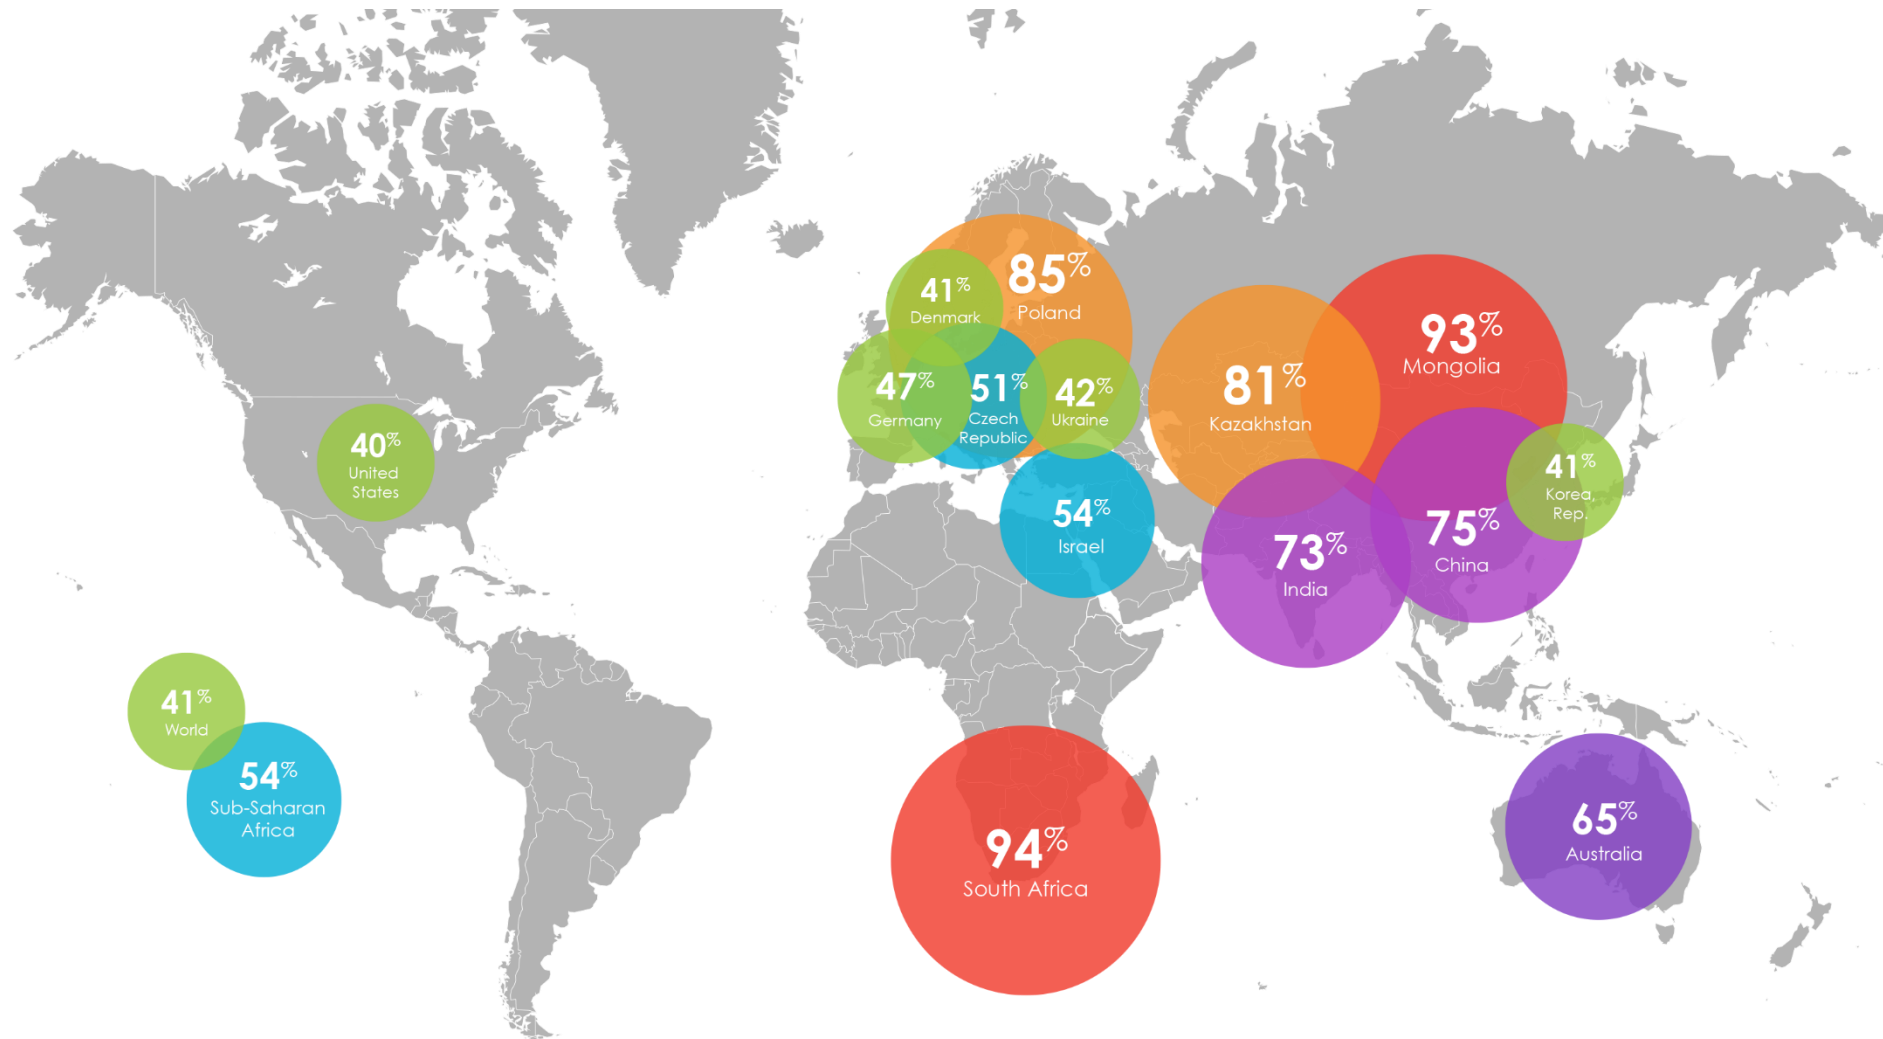 85%
Poland
41%
Denmark
47%
Germany
51%
Czech
Republic
42%
Ukraine
81%
Kazakhstan
93%
Mongolia
40%
United
States
54%
Israel
73%
India
75%
China
41%
Korea,
Rep.
41%
World
54%
Sub-Saharan
Africa
94%
South Africa
65%
Australia